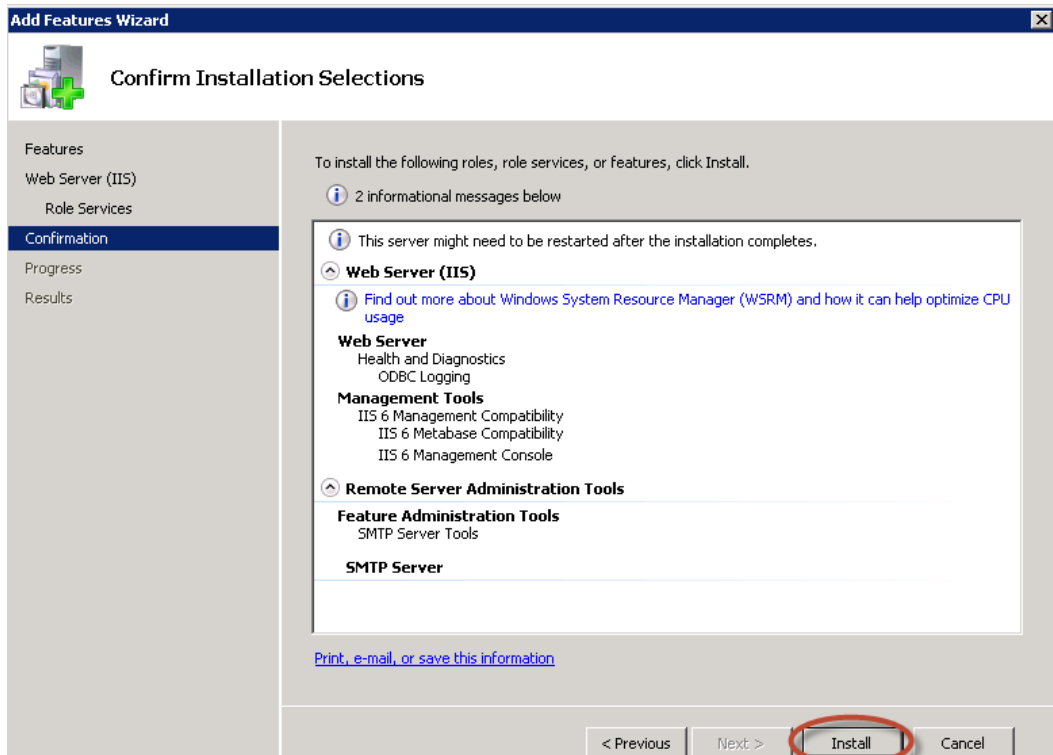 Add Features Wizard
Confirm Installation Selections
Features
Web Server (IIS)
Role Services
Confirmation
Progress
Results
To install the following roles, role services, or features, click Install.
2 informational messages below
This server might need to be restarted after the installation completes.
Web Server (IIS)
Find out more about Windows System Resource Manager (WSRM) and how it can help optimize CPU
usage
Web Server
Health and Diagnostics
ODBC Logging
Management Tools
IIS 6 Management Compatibility
IIS 6 Metabase Compatibility
IIS 6 Management Console
Remote Server Administration Tools
Feature Administration Tools
SMTP Server Tools
SMTP Server
Print, e-mail, or save this information
< Previous Next > Install Cancel